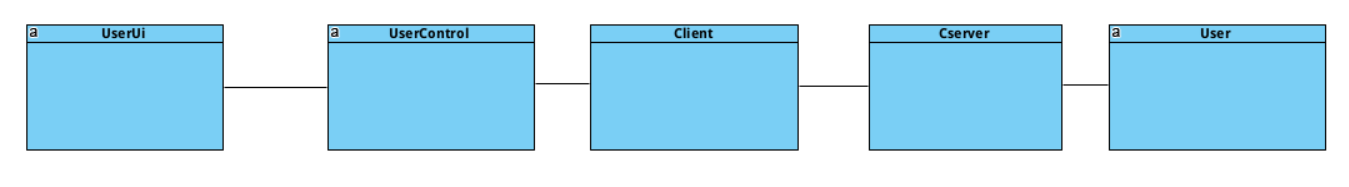 a UserUi
a UserControl
Client
Cserver
a User